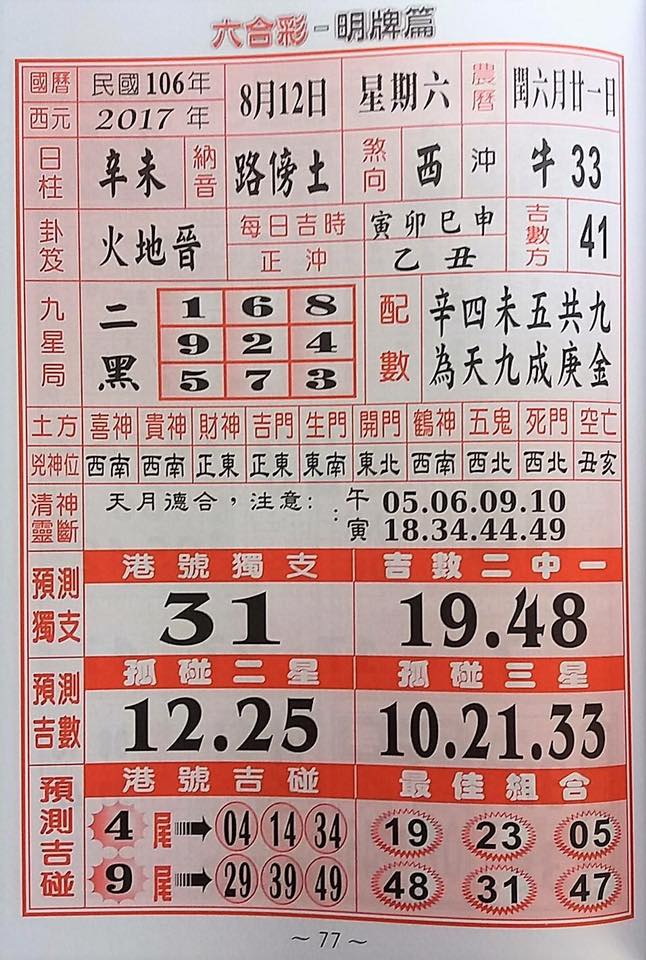 六合彩-明牌篇
國曆 民國106年 8月12日 星期六 農曆 閏六月廿一日
西元 2017年
日柱 辛未 納音 路傍土 煞向 西 沖 牛33
卦笈 火地晉 每日吉時 寅卯巳申 吉數方 41
正沖 乙丑
九星局 二黑 配數 辛四未五共九
為天九成庚金
1 6 8
9 2 4
5 7 3
土方 喜神 貴神 財神 吉門 生門 開門 鶴神 五鬼 死門 空亡
兇神位 西南 西南 正東 正東 東南 東北 西南 西北 西北 丑亥
清神靈斷 天月德合,注意: : 午 05.06.09.10
寅 18.34.44.49
預測獨支 港號獨支 吉數二中一
31 19.48
預測吉數 孤碰二星 孤碰三星
12.25 10.21.33
預測吉碰 港號吉碰 最佳組合
4尾 04 14 34 19 23 05
9尾 29 39 49 48 31 47
~77~